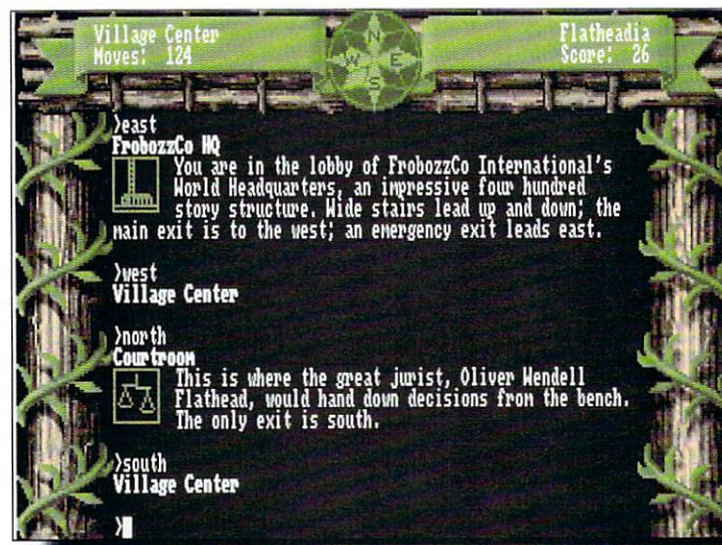 Village Center
Moves: 124
Flatheadia
Score: 26
N
W E
S
>east
FrobozzCo HQ
You are in the lobby of FrobozzCo International's
World Headquarters, an impressive four hundred
story structure. Wide stairs lead up and down; the
main exit is to the west; an emergency exit leads east.
>west
Village Center
>north
Courtroom
This is where the great jurist, Oliver Wendell
Flathead, would hand down decisions from the bench.
The only exit is south.
>south
Village Center
>